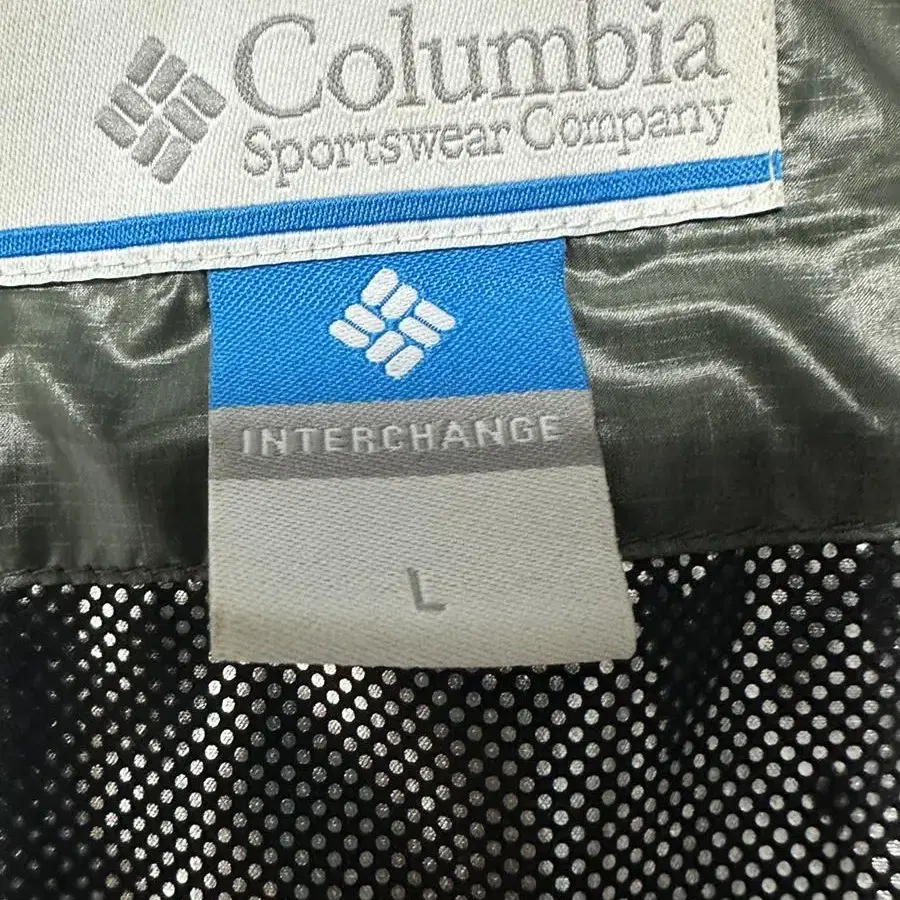 Columbia
Sportswear Company
INTERCHANGE
L